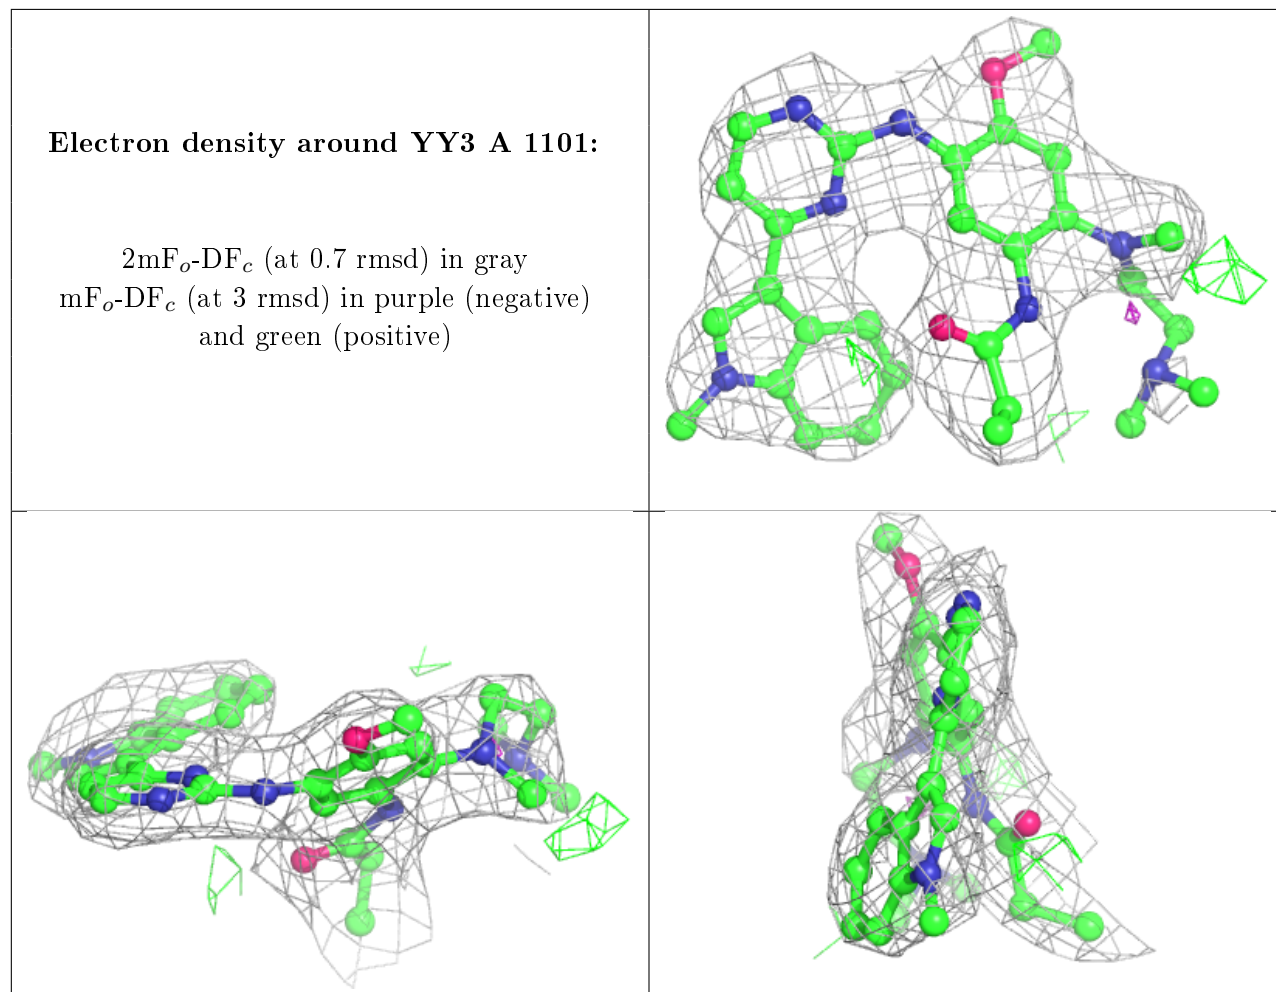 Electron density around YY3 A 1101:
2mFo-DFc (at 0.7 rmsd) in gray
mFo-DFc (at 3 rmsd) in purple (negative)
and green (positive)